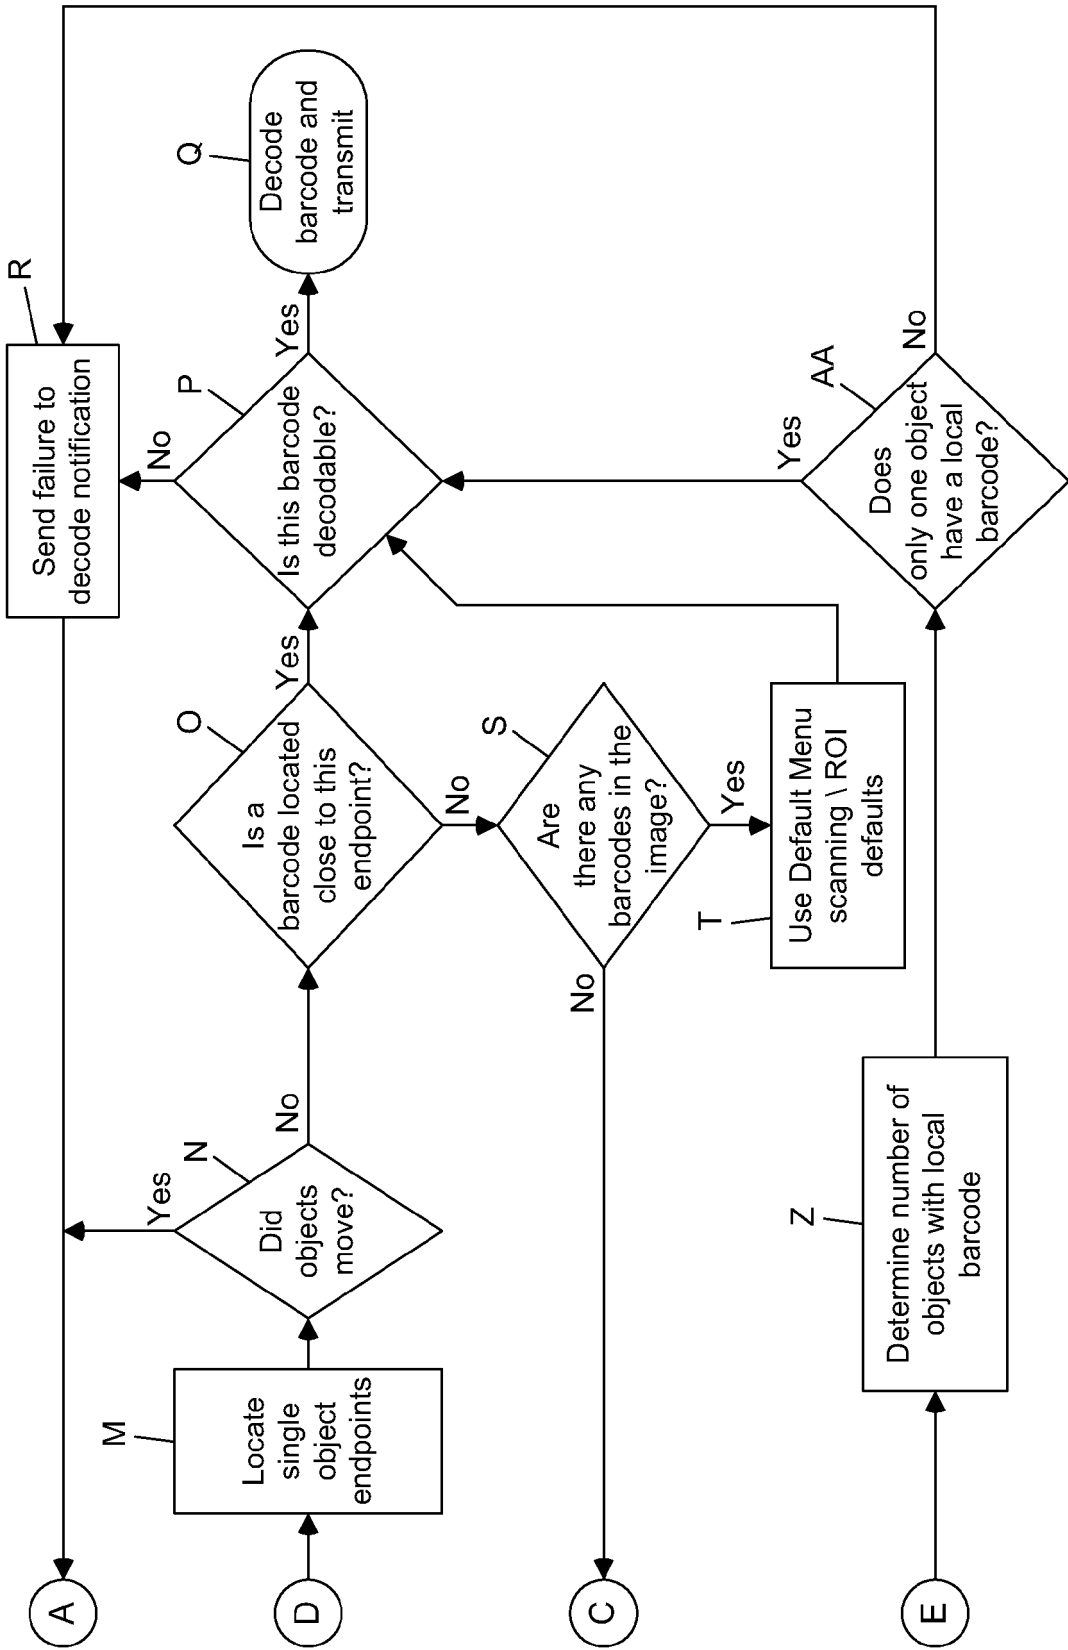 A
Send failure to
decode notification
R
D
M
Locate
single
object
endpoints
Yes
N
Did
objects
move?
No
O
Is a
barcode located
close to this
endpoint?
Yes
No
No
P
Is this barcode
decodable?
Yes
Q
Decode
barcode and
transmit
C
No
S
Are
there any
barcodes in the
image?
Yes
T
Use Default Menu
scanning \ ROI
defaults
E
Z
Determine number of
objects with local
barcode
Yes
AA
Does
only one object
have a local
barcode?
No